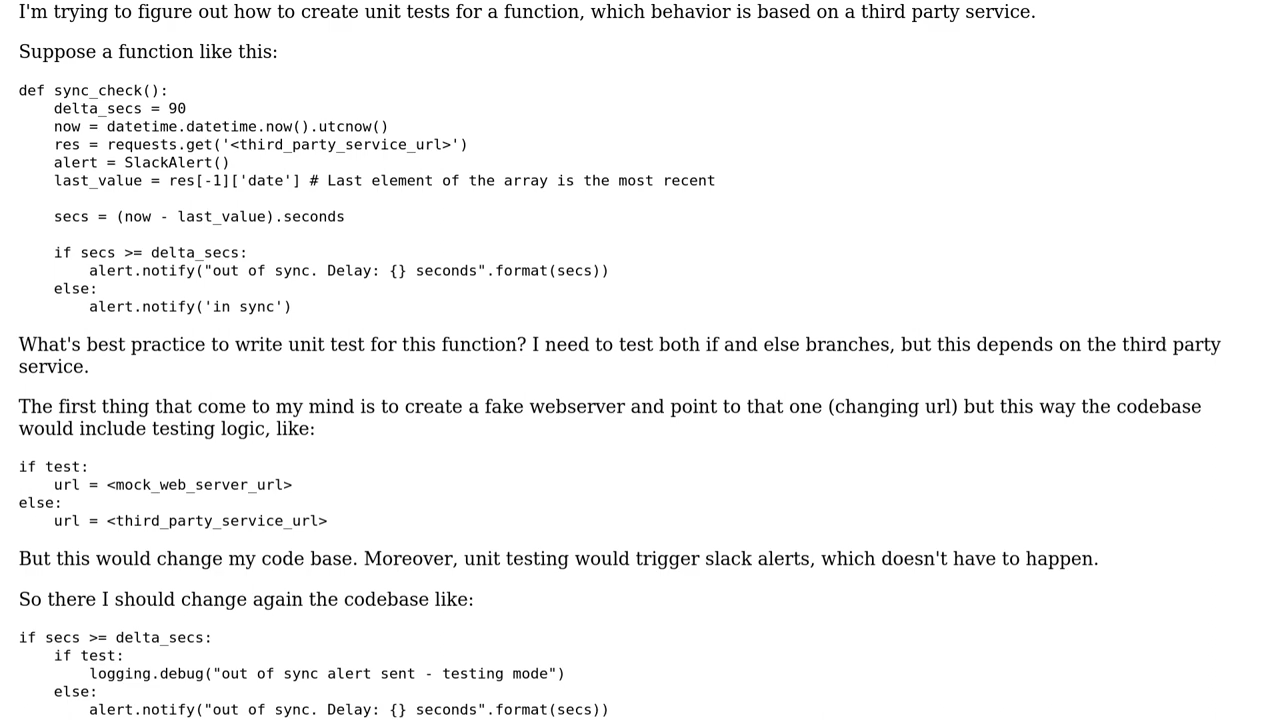 I'm trying to figure out how to create unit tests for a function, which behavior is based on a third party service.
Suppose a function like this:
def sync_check():
    delta_secs = 90
    now = datetime.datetime.now().utcnow()
    res = requests.get('<third_party_service_url>')
    alert = SlackAlert()
    last_value = res[-1]['date'] # Last element of the array is the most recent
    secs = (now - last_value).seconds
    if secs >= delta_secs:
        alert.notify("out of sync. Delay: {} seconds".format(secs))
    else:
        alert.notify('in sync')
What's best practice to write unit test for this function? I need to test both if and else branches, but this depends on the third party
service.
The first thing that come to my mind is to create a fake webserver and point to that one (changing url) but this way the codebase
would include testing logic, like:
if test:
    url = <mock_web_server_url>
else:
    url = <third_party_service_url>
But this would change my code base. Moreover, unit testing would trigger slack alerts, which doesn't have to happen.
So there I should change again the codebase like:
if secs >= delta_secs:
    if test:
        logging.debug("out of sync alert sent - testing mode")
    else:
        alert.notify("out of sync. Delay: {} seconds".format(secs))